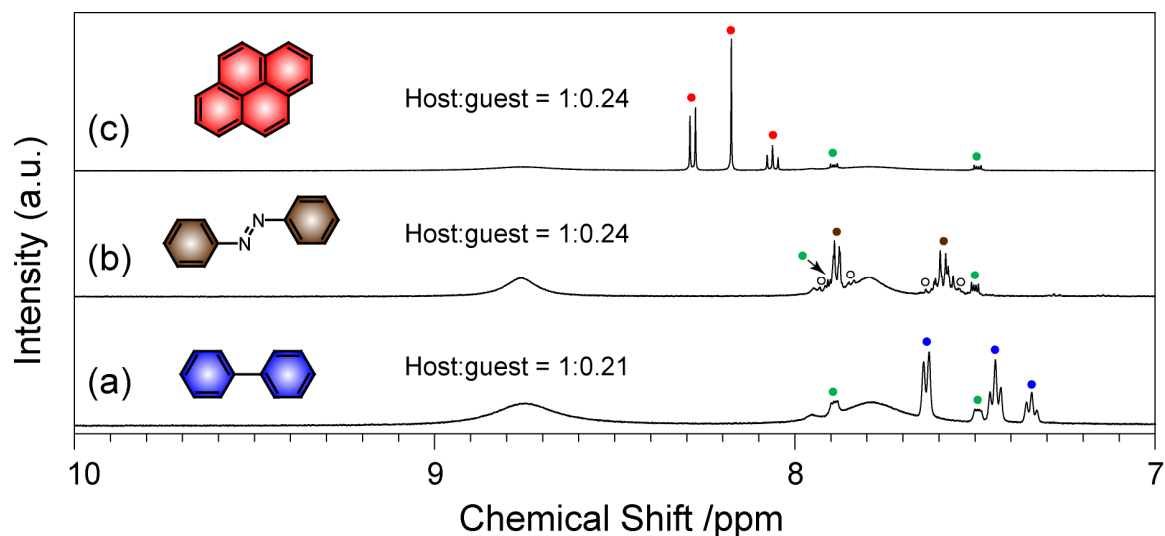 (c)
Host:guest = 1:0.24
(b)
N
N
Host:guest = 1:0.24
(a)
Host:guest = 1:0.21
Intensity (a.u.)
10
9
8
7
Chemical Shift /ppm